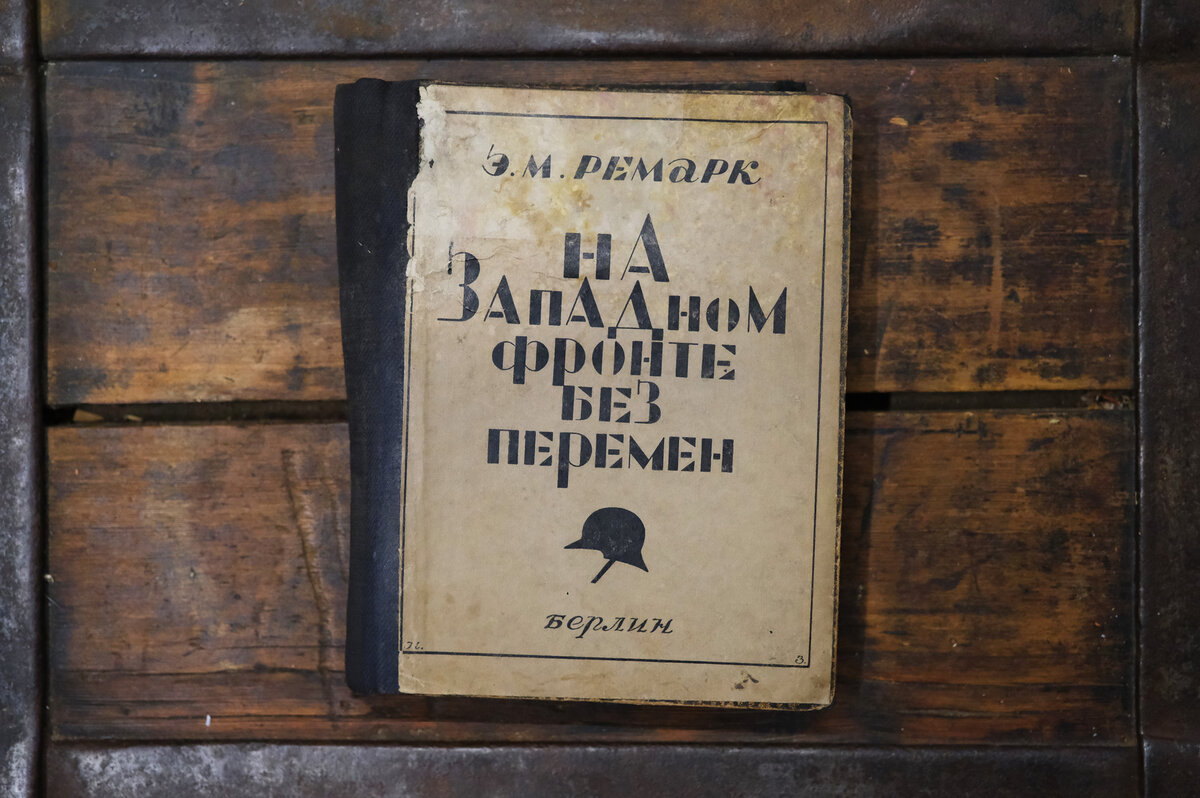 Э. М. РЕМАРК
НА
ЗАПАДНОМ
ФРОНТЕ
БЕЗ
ПЕРЕМЕН
Берлин
З.